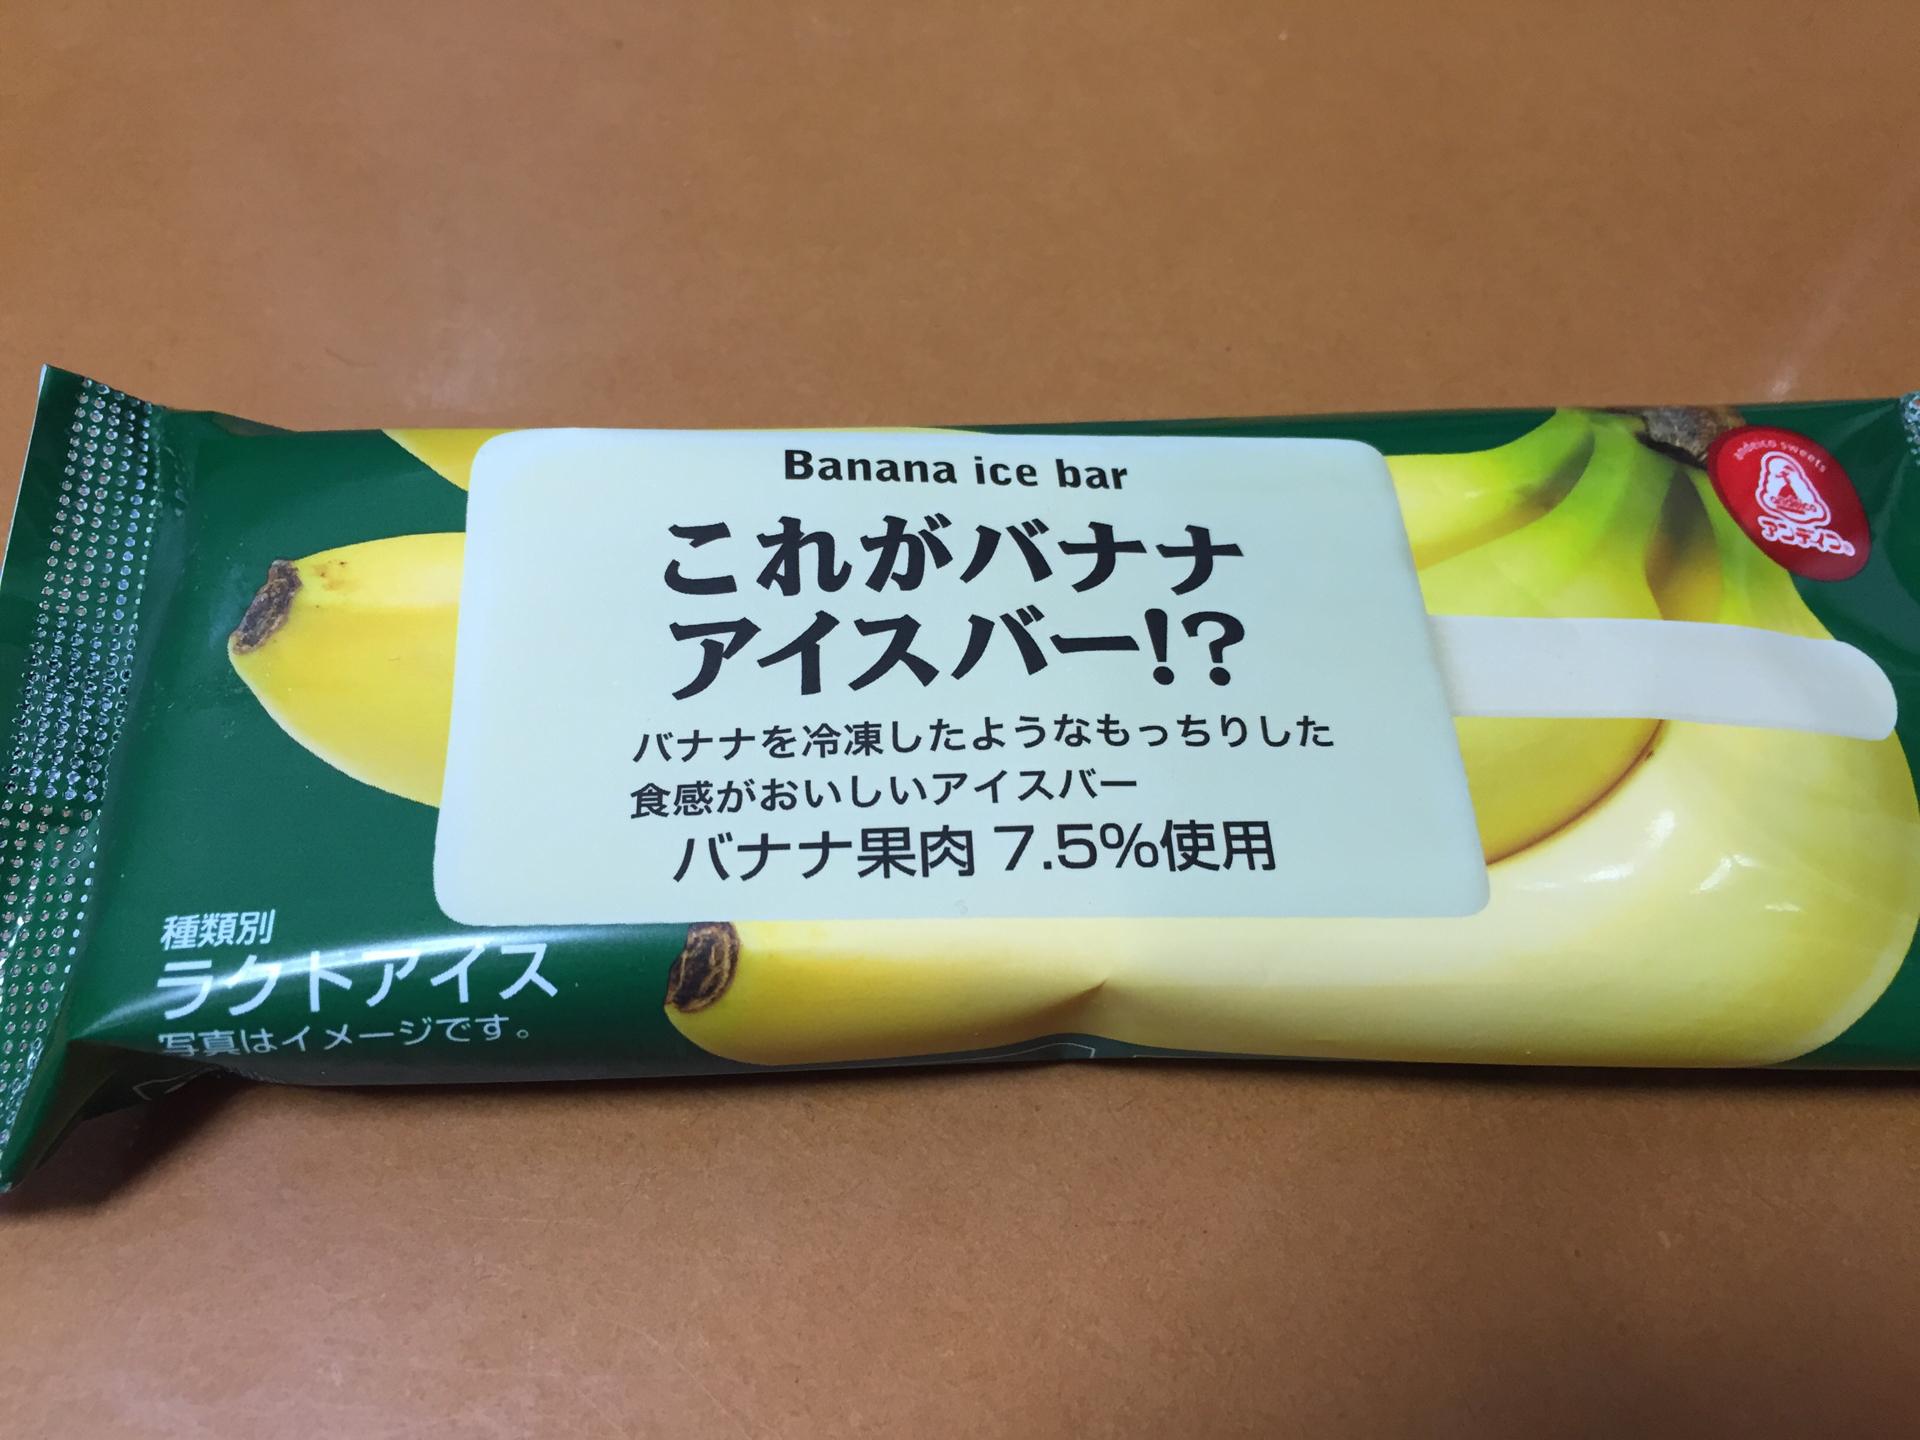 Banana ice bar
これがバナナ
アイスバー!?
バナナを冷凍したようなもっちりした
食感がおいしいアイスバー
バナナ果肉 7.5%使用
andeico sweets
アンデイコ®
種類別
ラクトアイス
写真はイメージです。